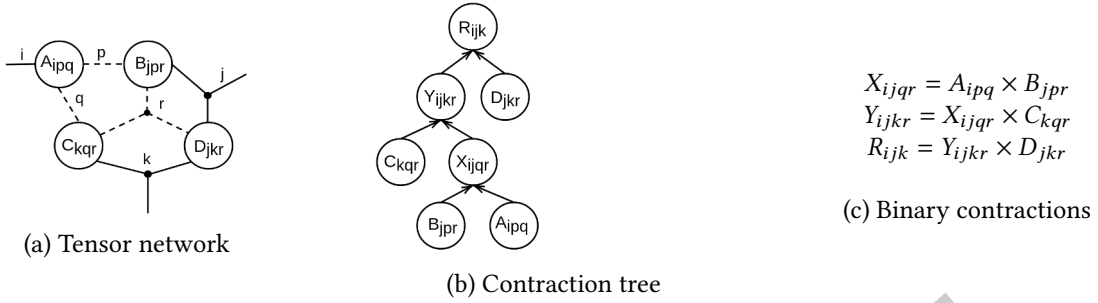 i
A_ipq
p
B_jpr
j
q
r
C_kqr
D_jkr
k
(a) Tensor network
R_ijk
Y_ijkr
D_jkr
C_kqr
X_ijqr
B_jpr
A_ipq
(b) Contraction tree
X_ijqr = A_ipq × B_jpr
Y_ijkr = X_ijqr × C_kqr
R_ijk = Y_ijkr × D_jkr
(c) Binary contractions